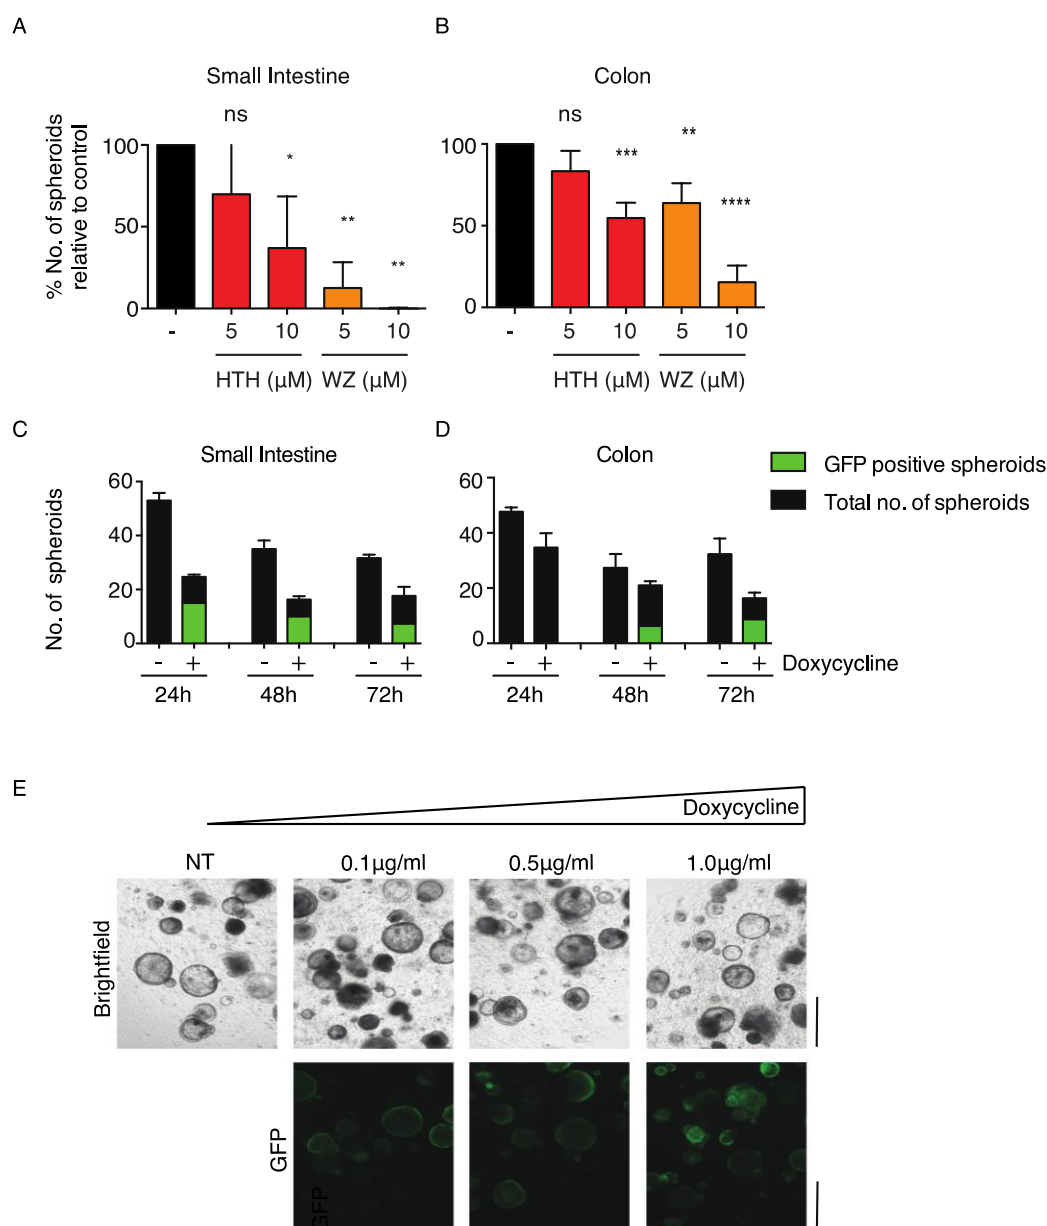 A
B
Small Intestine
Colon
% No. of spheroids
relative to control
ns
*
**
**
100
50
0
- 5 10 5 10
HTH (µM) WZ (µM)
ns
***
**
****
100
50
0
- 5 10 5 10
HTH (µM) WZ (µM)
C
D
Small Intestine
Colon
GFP positive spheroids
Total no. of spheroids
No. of spheroids
60
40
20
0
- + - + - +
24h 48h 72h
60
40
20
0
- + - + - +
Doxycycline
24h 48h 72h
E
Doxycycline
NT 0.1µg/ml 0.5µg/ml 1.0µg/ml
Brightfield
GFP
GFP